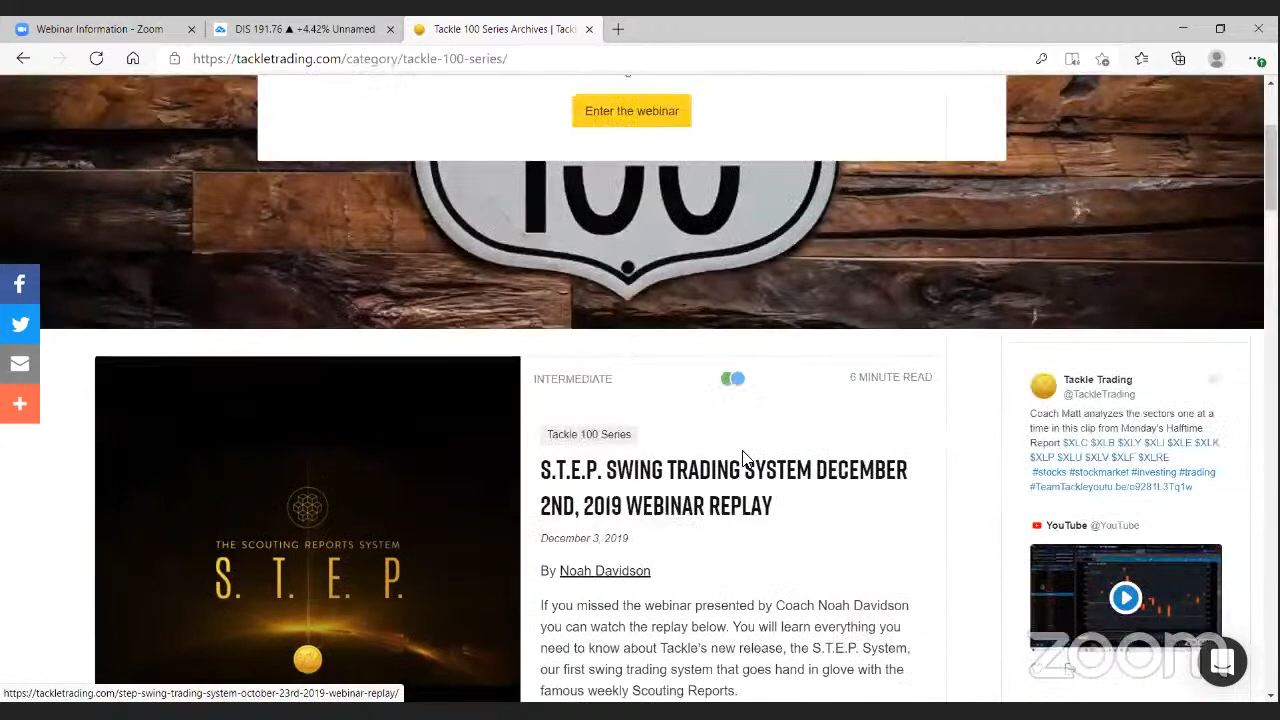 Webinar Information - Zoom
DIS 191.76 ▲ +4.42% Unnamed
Tackle 100 Series Archives | Tackl
https://tackletrading.com/category/tackle-100-series/
Enter the webinar
100
INTERMEDIATE
6 MINUTE READ
Tackle 100 Series
S.T.E.P. SWING TRADING SYSTEM DECEMBER
2ND, 2019 WEBINAR REPLAY
December 3, 2019
By Noah Davidson
If you missed the webinar presented by Coach Noah Davidson
you can watch the replay below. You will learn everything you
need to know about Tackle's new release, the S.T.E.P. System,
our first swing trading system that goes hand in glove with the
famous weekly Scouting Reports.
THE SCOUTING REPORTS SYSTEM
S. T. E. P.
Tackle Trading
@TackleTrading
Coach Matt analyzes the sectors one at a
time in this clip from Monday's Halftime
Report $XLC $XLB $XLY $XLI $XLE $XLK
$XLP $XLU $XLV $XLF $XLRE
#stocks #stockmarket #investing #trading
#TeamTackleyoutu.be/o9281L3Tq1w
YouTube @YouTube
zoom
https://tackletrading.com/step-swing-trading-system-october-23rd-2019-webinar-replay/